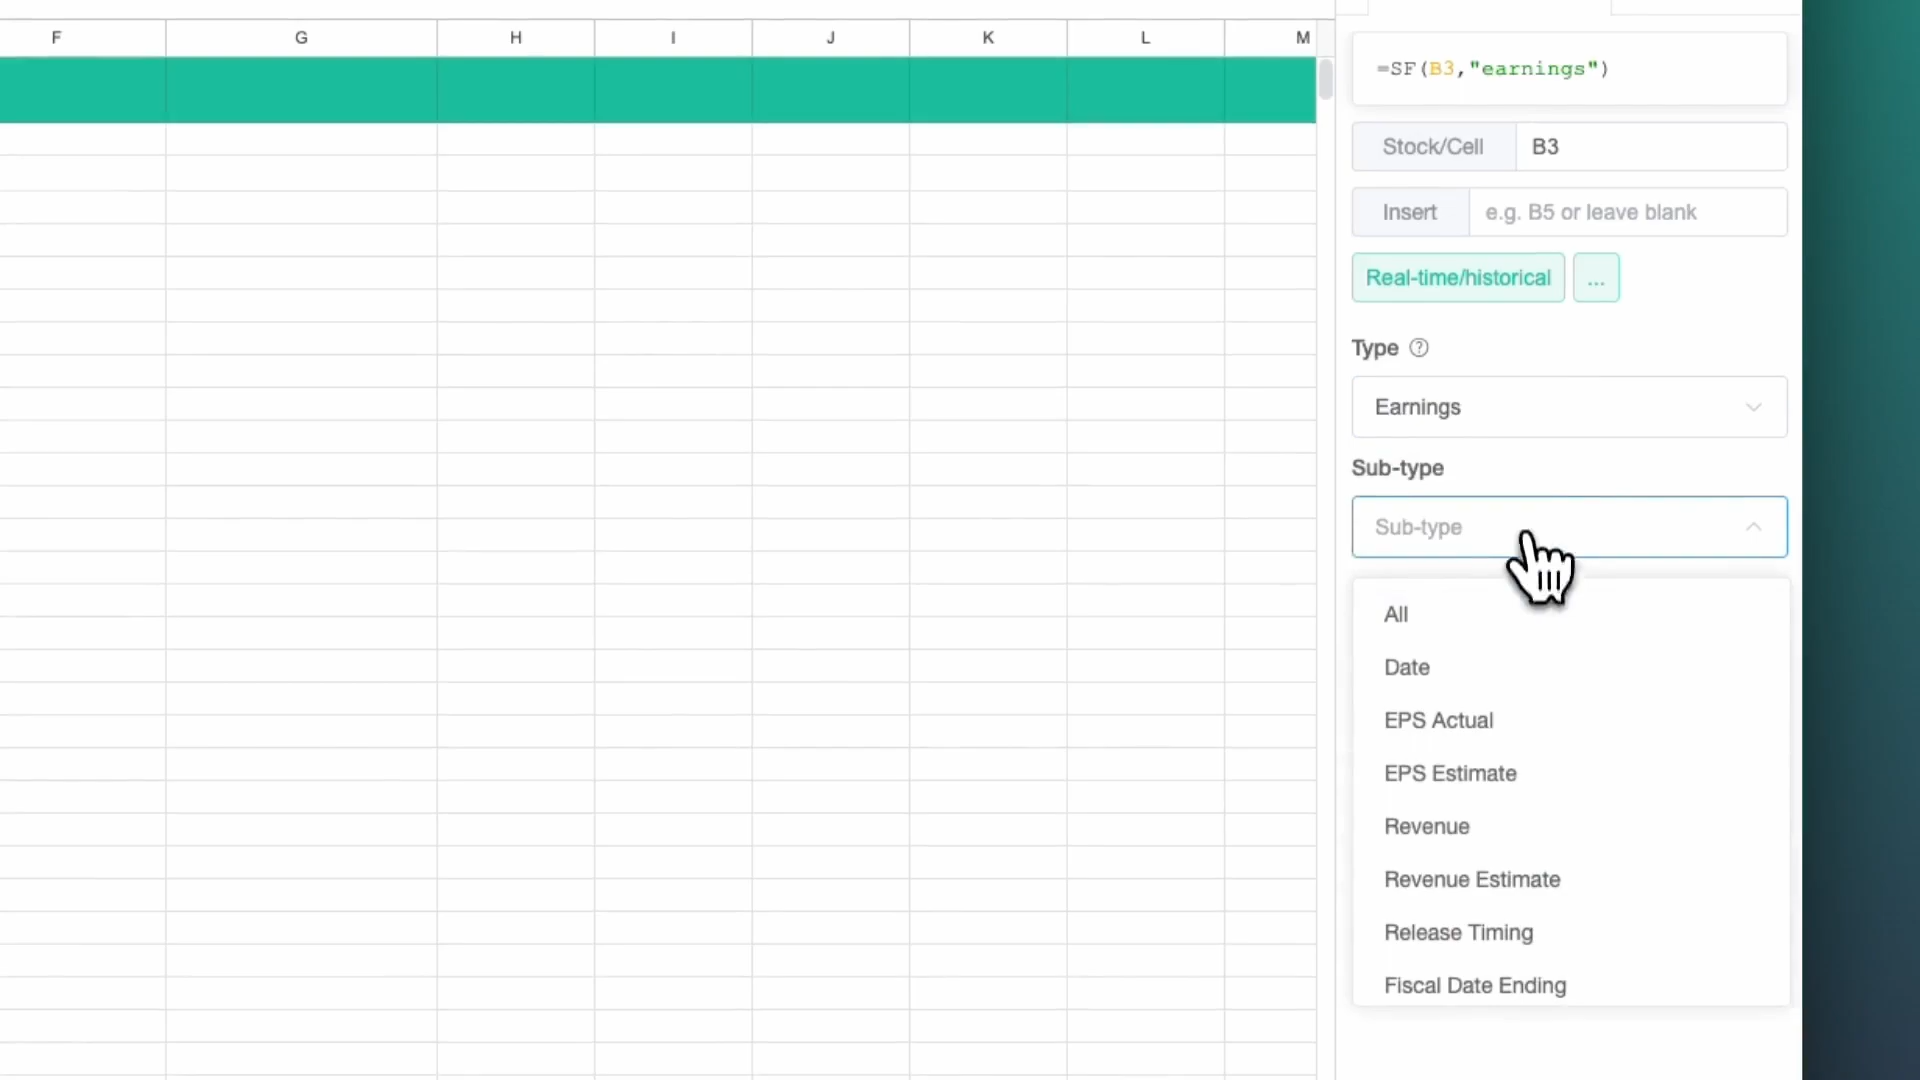 F G H I J K L M
=SF(B3,"earnings")
Stock/Cell B3
Insert e.g. B5 or leave blank
Real-time/historical ...
Type ?
Earnings
Sub-type
Sub-type
All
Date
EPS Actual
EPS Estimate
Revenue
Revenue Estimate
Release Timing
Fiscal Date Ending